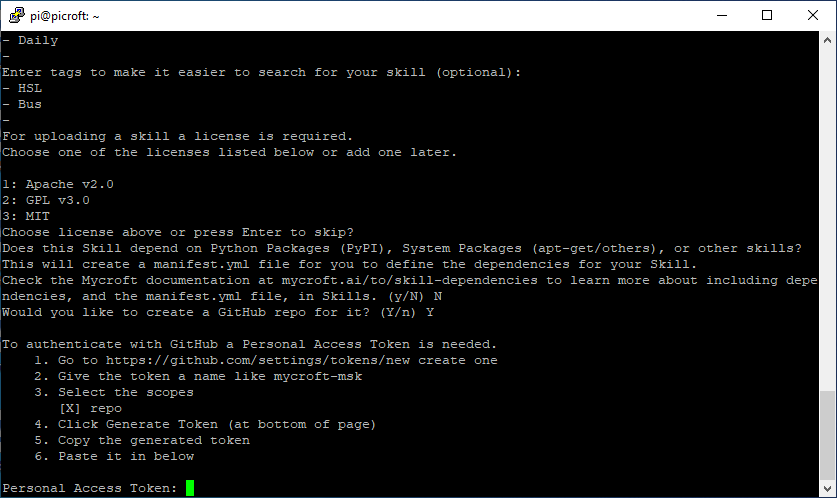 pi@picroft: ~
- Daily
-
Enter tags to make it easier to search for your skill (optional):
- HSL
- Bus
-
For uploading a skill a license is required.
Choose one of the licenses listed below or add one later.
1: Apache v2.0
2: GPL v3.0
3: MIT
Choose license above or press Enter to skip?
Does this Skill depend on Python Packages (PyPI), System Packages (apt-get/others), or other skills?
This will create a manifest.yml file for you to define the dependencies for your Skill.
Check the Mycroft documentation at mycroft.ai/to/skill-dependencies to learn more about including depe
ndencies, and the manifest.yml file, in Skills. (y/N) N
Would you like to create a GitHub repo for it? (Y/n) Y
To authenticate with GitHub a Personal Access Token is needed.
1. Go to https://github.com/settings/tokens/new create one
2. Give the token a name like mycroft-msk
3. Select the scopes
[X] repo
4. Click Generate Token (at bottom of page)
5. Copy the generated token
6. Paste it in below
Personal Access Token: